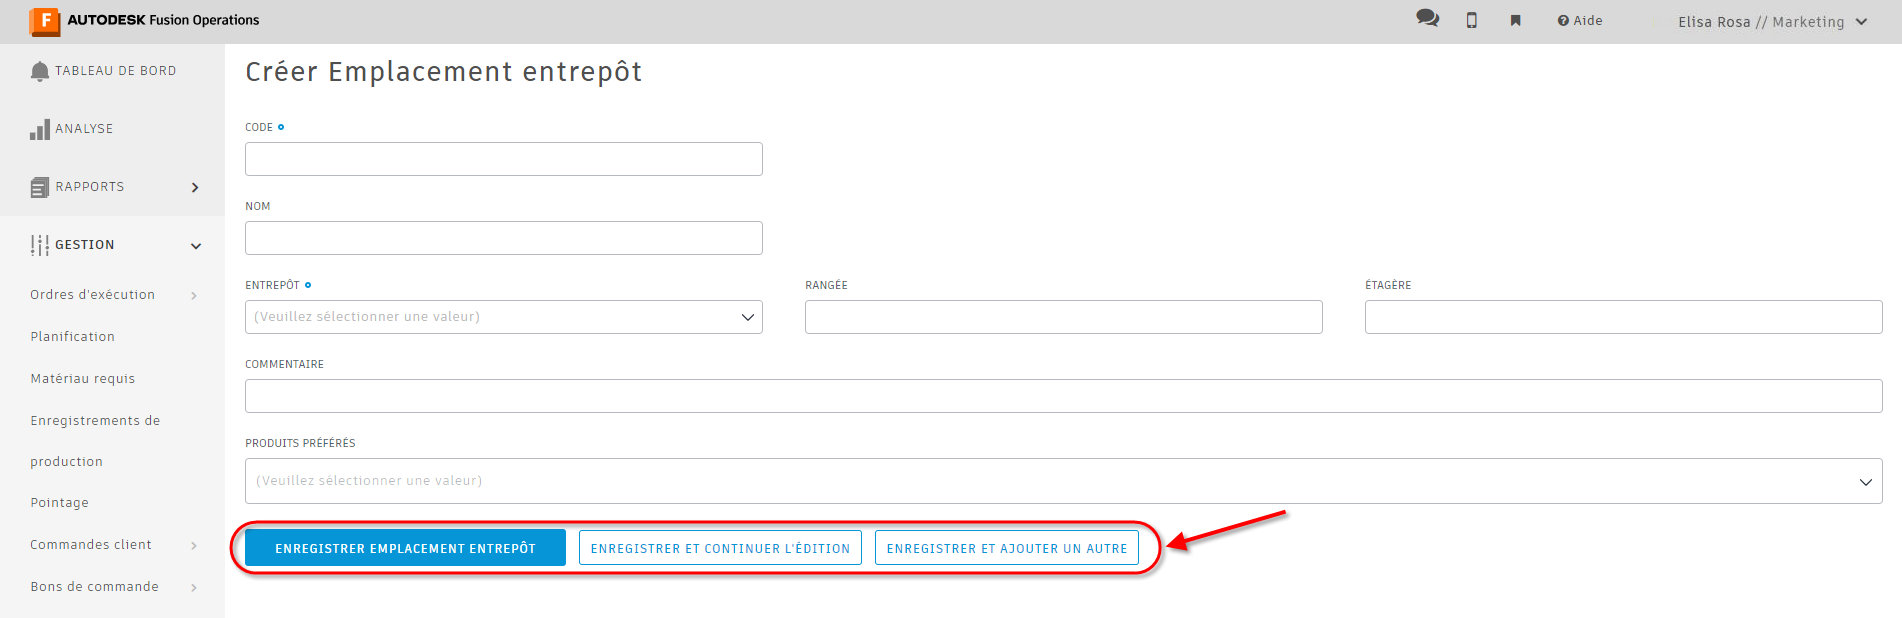 F AUTODESK Fusion Operations
Aide
Elisa Rosa // Marketing
TABLEAU DE BORD
ANALYSE
RAPPORTS
GESTION
Ordres d'exécution
Planification
Matériau requis
Enregistrements de
production
Pointage
Commandes client
Bons de commande
Créer Emplacement entrepôt
CODE
NOM
ENTREPÔT
(Veuillez sélectionner une valeur)
RANGÉE
ÉTAGÈRE
COMMENTAIRE
PRODUITS PRÉFÉRÉS
(Veuillez sélectionner une valeur)
ENREGISTRER EMPLACEMENT ENTREPÔT
ENREGISTRER ET CONTINUER L'ÉDITION
ENREGISTRER ET AJOUTER UN AUTRE